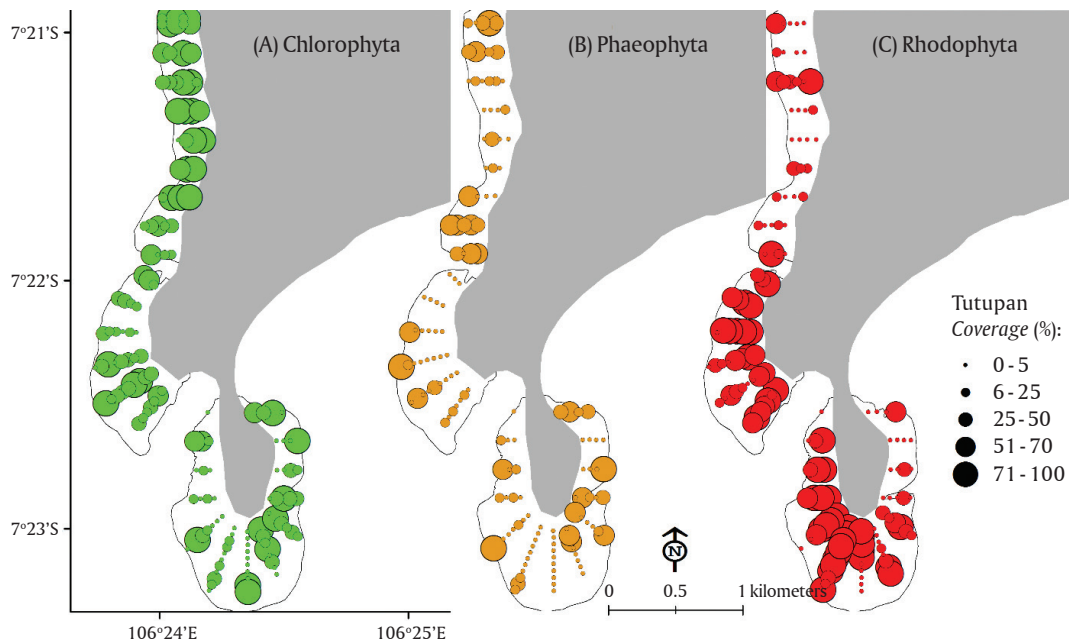 7°21'S
(A) Chlorophyta
(B) Phaeophyta
(C) Rhodophyta
7°22'S
Tutupan
Coverage (%):
0 - 5
6 - 25
25 - 50
51 - 70
71 - 100
7°23'S
N
0 0.5 1 kilometers
106°24'E
106°25'E